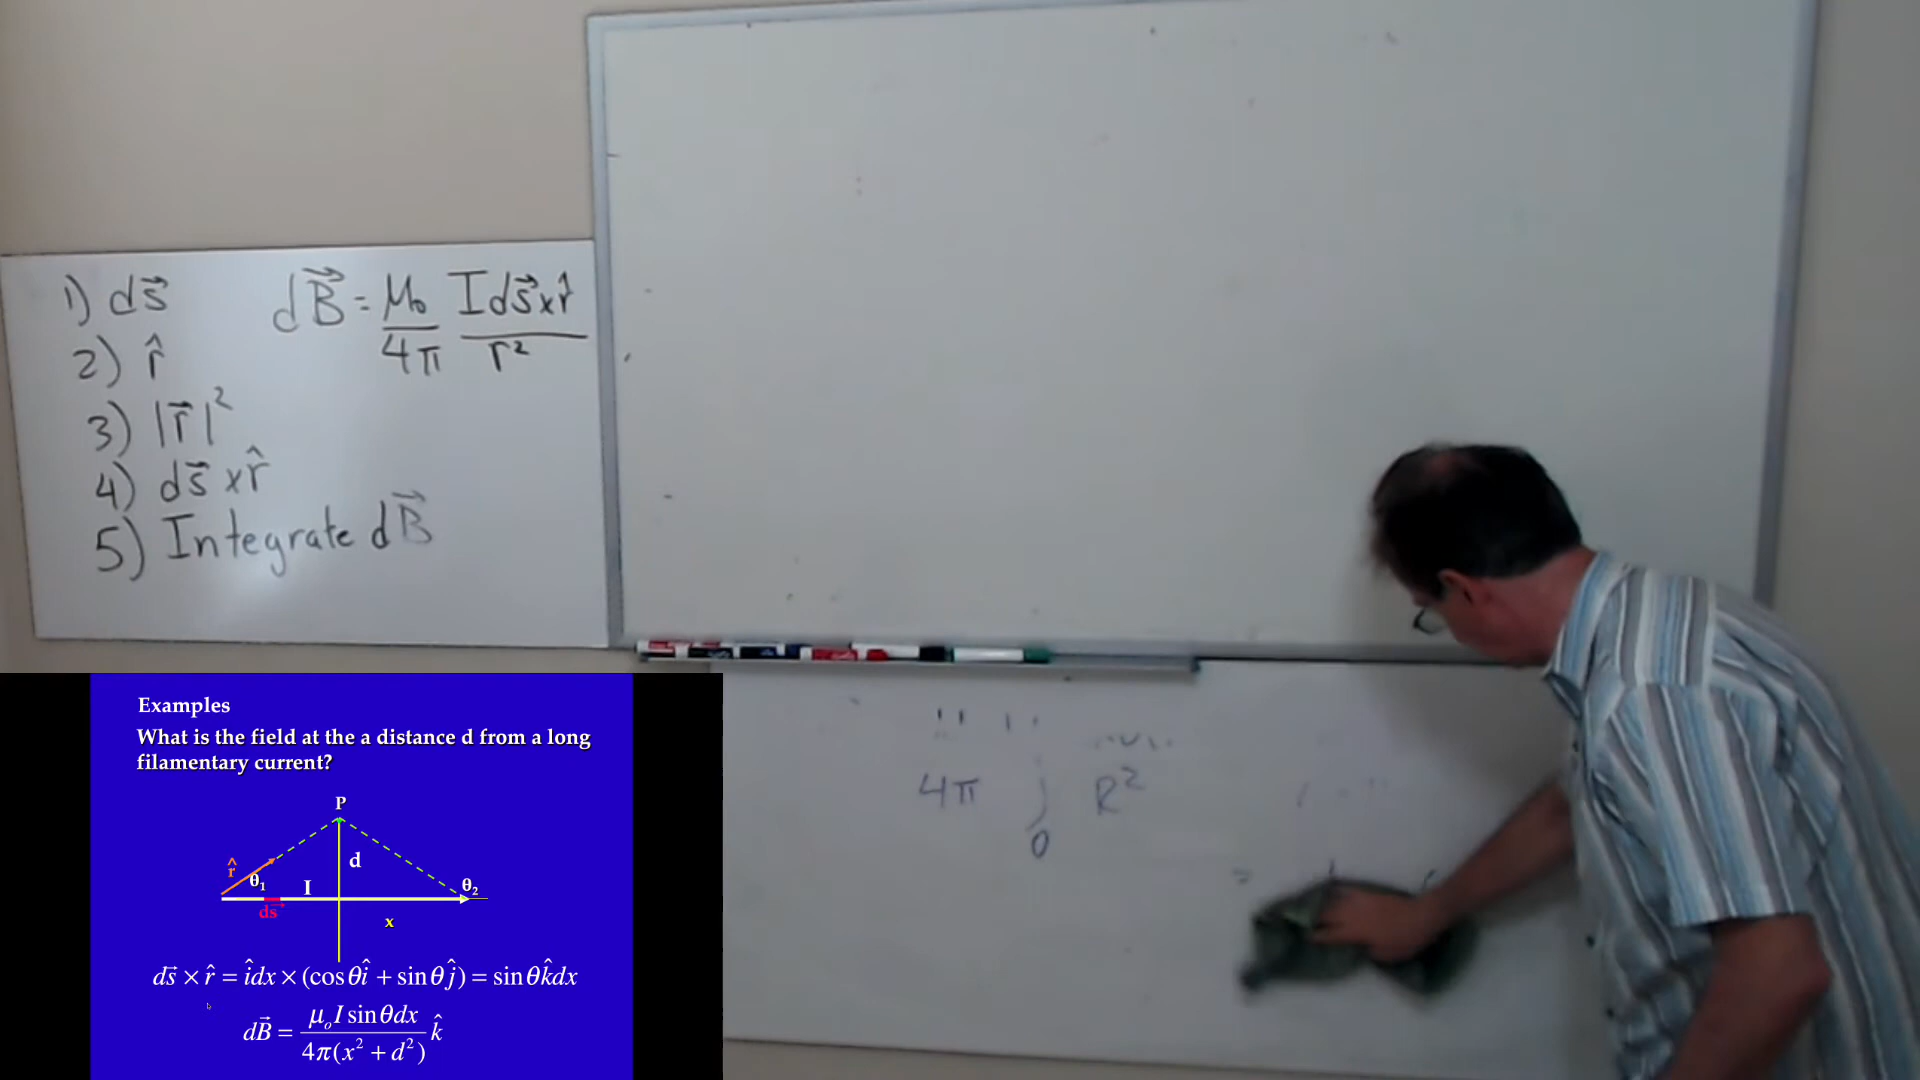 1) ds⃗
dB⃗ = μ₀/4π I ds⃗ x r̂/r²
2) r̂
3) |r⃗|²
4) ds⃗ x r̂
5) Integrate dB⃗
4π ∫ R²
0
=
Examples
What is the field at the a distance d from a long
filamentary current?
P
d
r̂
θ₁
I
θ₂
ds⃗
x
ds⃗ × r̂ = îdx × (cosθî + sinθĵ) = sinθk̂dx
dB⃗ = μₒI sinθdx/4π(x² + d²) k̂